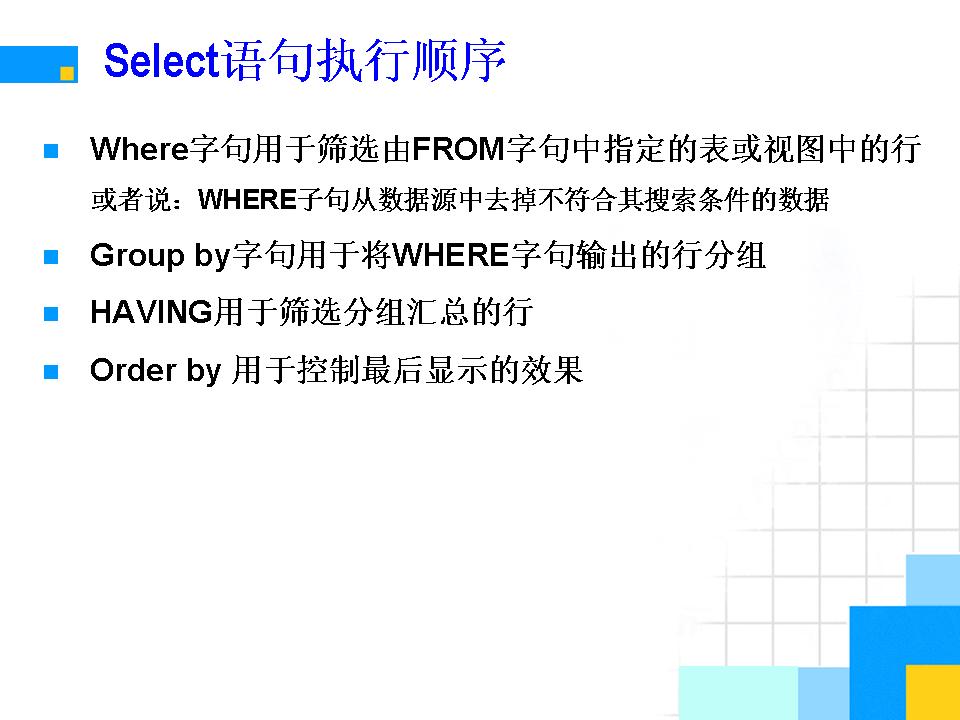 Select语句执行顺序
Where字句用于筛选由FROM字句中指定的表或视图中的行
或者说：WHERE子句从数据源中去掉不符合其搜索条件的数据
Group by字句用于将WHERE字句输出的行分组
HAVING用于筛选分组汇总的行
Order by 用于控制最后显示的效果